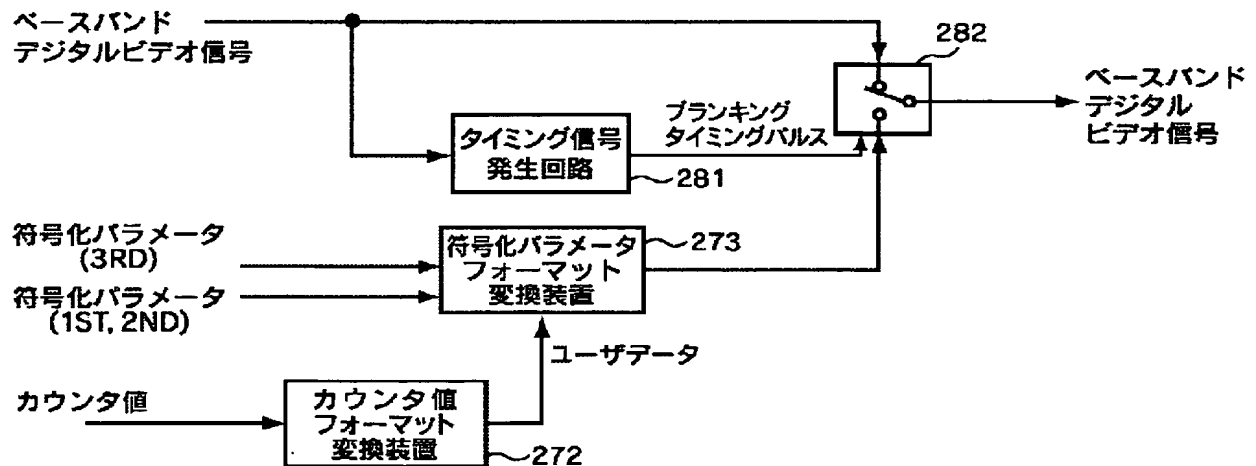 ベースバンド
デジタルビデオ信号
282
ベースバンド
デジタル
ビデオ信号
ブランキング
タイミングパルス
タイミング信号
発生回路
281
符号化パラメータ
(3RD)
符号化パラメータ
(1ST, 2ND)
符号化パラメータ
フォーマット
変換装置
273
ユーザデータ
カウンタ値
カウンタ値
フォーマット
変換装置
272